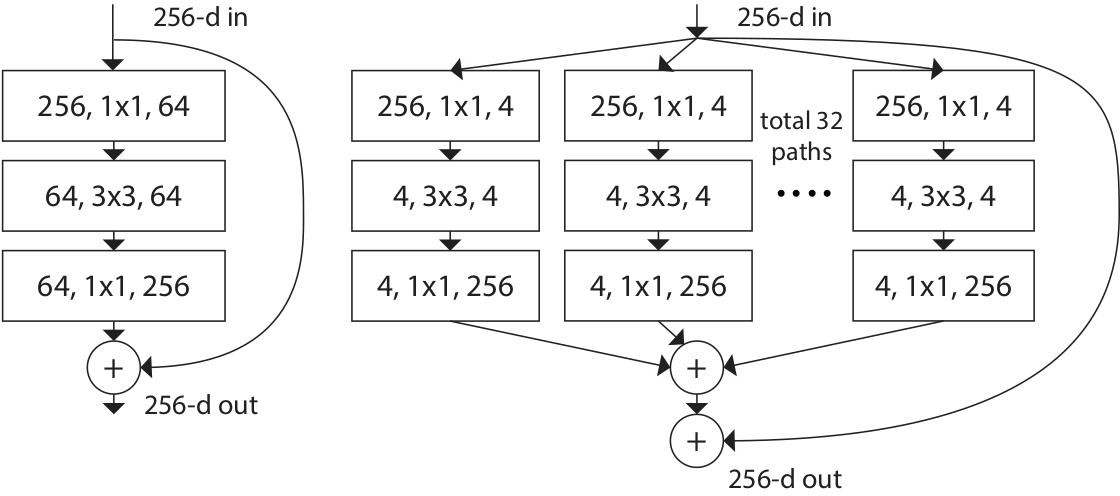 256-d in
256, 1x1, 64
64, 3x3, 64
64, 1x1, 256
+
256-d out
256-d in
256, 1x1, 4
256, 1x1, 4
total 32
paths
256, 1x1, 4
4, 3x3, 4
4, 3x3, 4
....
4, 3x3, 4
4, 1x1, 256
4, 1x1, 256
4, 1x1, 256
+
+
256-d out